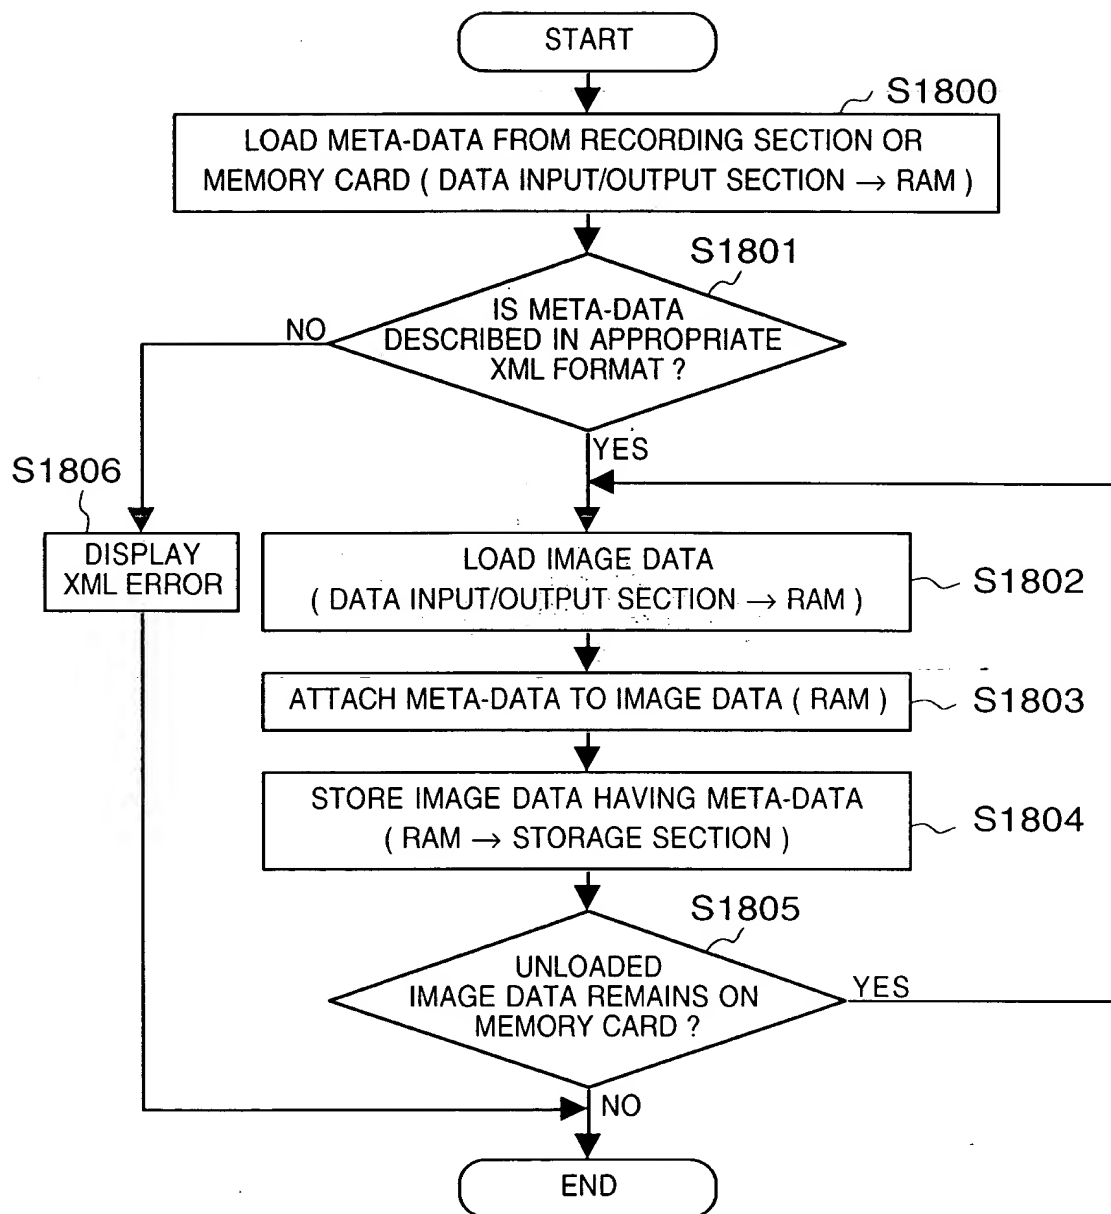 START
S1800
LOAD META-DATA FROM RECORDING SECTION OR
MEMORY CARD ( DATA INPUT/OUTPUT SECTION → RAM )
S1801
IS META-DATA
DESCRIBED IN APPROPRIATE
XML FORMAT ?
NO
YES
S1806
DISPLAY
XML ERROR
LOAD IMAGE DATA
( DATA INPUT/OUTPUT SECTION → RAM )
S1802
ATTACH META-DATA TO IMAGE DATA ( RAM )
S1803
STORE IMAGE DATA HAVING META-DATA
( RAM → STORAGE SECTION )
S1804
S1805
UNLOADED
IMAGE DATA REMAINS ON
MEMORY CARD ?
YES
NO
END